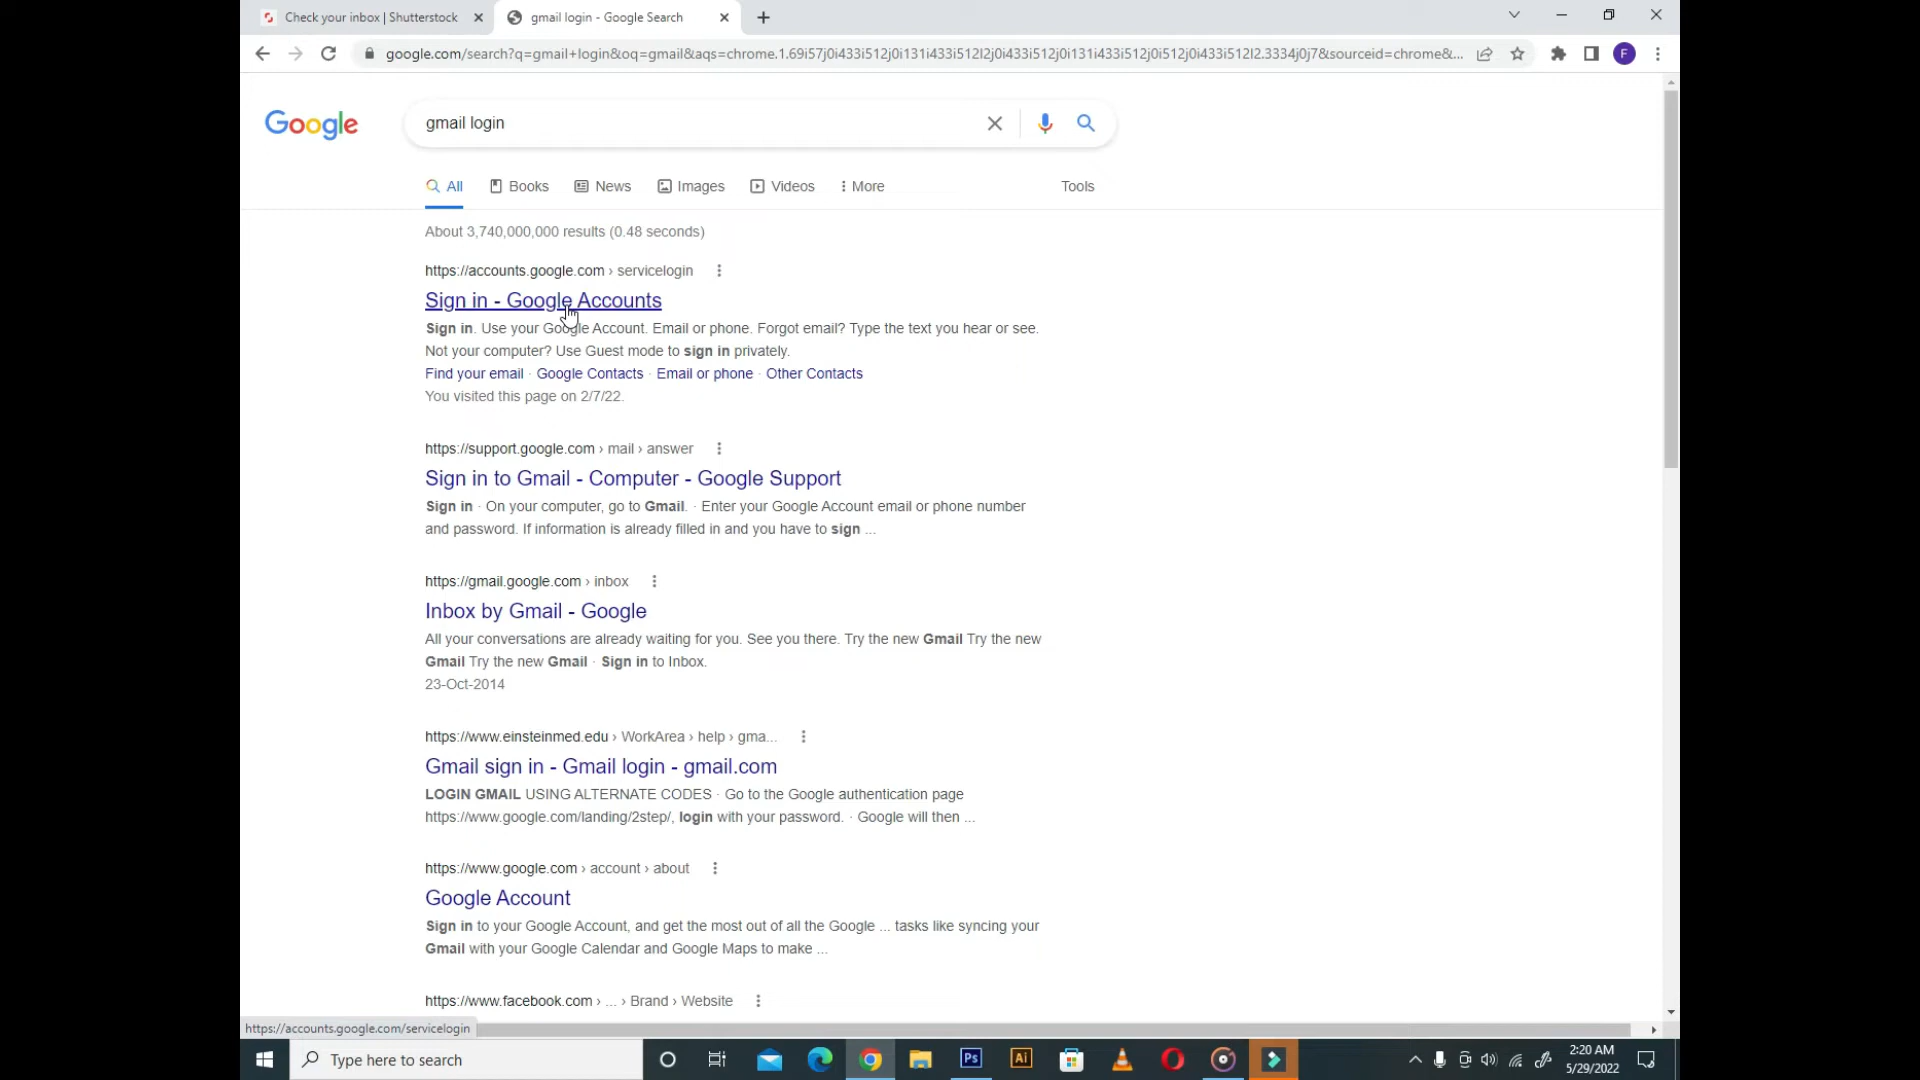 Check your inbox | Shutterstock
gmail login - Google Search
google.com/search?q=gmail+login&oq=gmail&aqs=chrome.1.69i57j0i433i512j0i131i433i512l2j0i433i512j0i131i433i512j0i512j0i433i512l2.3334j0j7&sourceid=chrome&...
F
Google
gmail login
All
Books
News
Images
Videos
More
Tools
About 3,740,000,000 results (0.48 seconds)
https://accounts.google.com › servicelogin
Sign in - Google Accounts
Sign in. Use your Google Account. Email or phone. Forgot email? Type the text you hear or see.
Not your computer? Use Guest mode to sign in privately.
Find your email · Google Contacts · Email or phone · Other Contacts
You visited this page on 2/7/22.
https://support.google.com › mail › answer
Sign in to Gmail - Computer - Google Support
Sign in · On your computer, go to Gmail. · Enter your Google Account email or phone number
and password. If information is already filled in and you have to sign ...
https://gmail.google.com › inbox
Inbox by Gmail - Google
All your conversations are already waiting for you. See you there. Try the new Gmail Try the new
Gmail Try the new Gmail · Sign in to Inbox.
23-Oct-2014
https://www.einsteinmed.edu › WorkArea › help › gma...
Gmail sign in - Gmail login - gmail.com
LOGIN GMAIL USING ALTERNATE CODES · Go to the Google authentication page
https://www.google.com/landing/2step/, login with your password. · Google will then ...
https://www.google.com › account › about
Google Account
Sign in to your Google Account, and get the most out of all the Google ... tasks like syncing your
Gmail with your Google Calendar and Google Maps to make ...
https://www.facebook.com › ... › Brand › Website
https://accounts.google.com/servicelogin
Type here to search
Ps
Ai
2:20 AM
5/29/2022